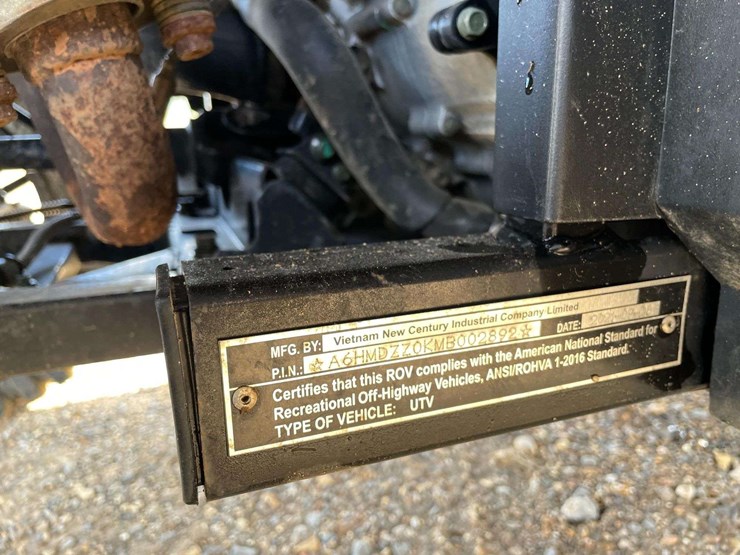 MFG. BY: Vietnam New Century Industrial Company Limited
P.I.N.: ☆A6HMDZZ0KMB002892☆ DATE:
Certifies that this ROV complies with the American National Standard for
Recreational Off-Highway Vehicles, ANSI/ROHVA 1-2016 Standard.
TYPE OF VEHICLE: UTV